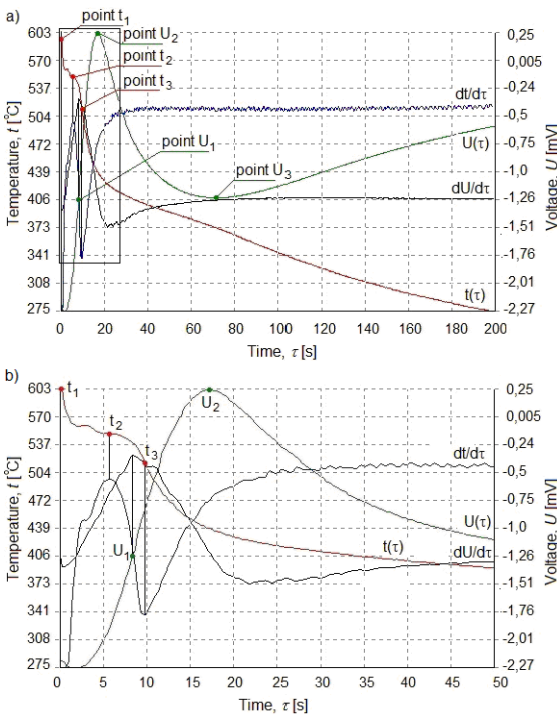 a)
Temperature, t [°C]
603
570
537
504
472
439
406
373
341
308
275
point t1
point U2
point t2
point t3
point U1
point U3
dt/dτ
U(τ)
dU/dτ
t(τ)
0,25
0,005
-0,24
-0,45
-0,75
-1,0
-1,26
-1,51
-1,76
-2,01
-2,27
Voltage, U [mV]
0 20 40 60 80 100 120 140 160 180 200
Time, τ [s]
b)
Temperature, t [°C]
603
570
537
504
472
439
406
373
341
308
275
t1
t2
t3
U2
U1
dt/dτ
U(τ)
t(τ)
dU/dτ
0,25
0,005
-0,24
-0,45
-0,75
-1,0
-1,26
-1,51
-1,76
-2,01
-2,27
Voltage, U [mV]
0 5 10 15 20 25 30 35 40 45 50
Time, τ [s]